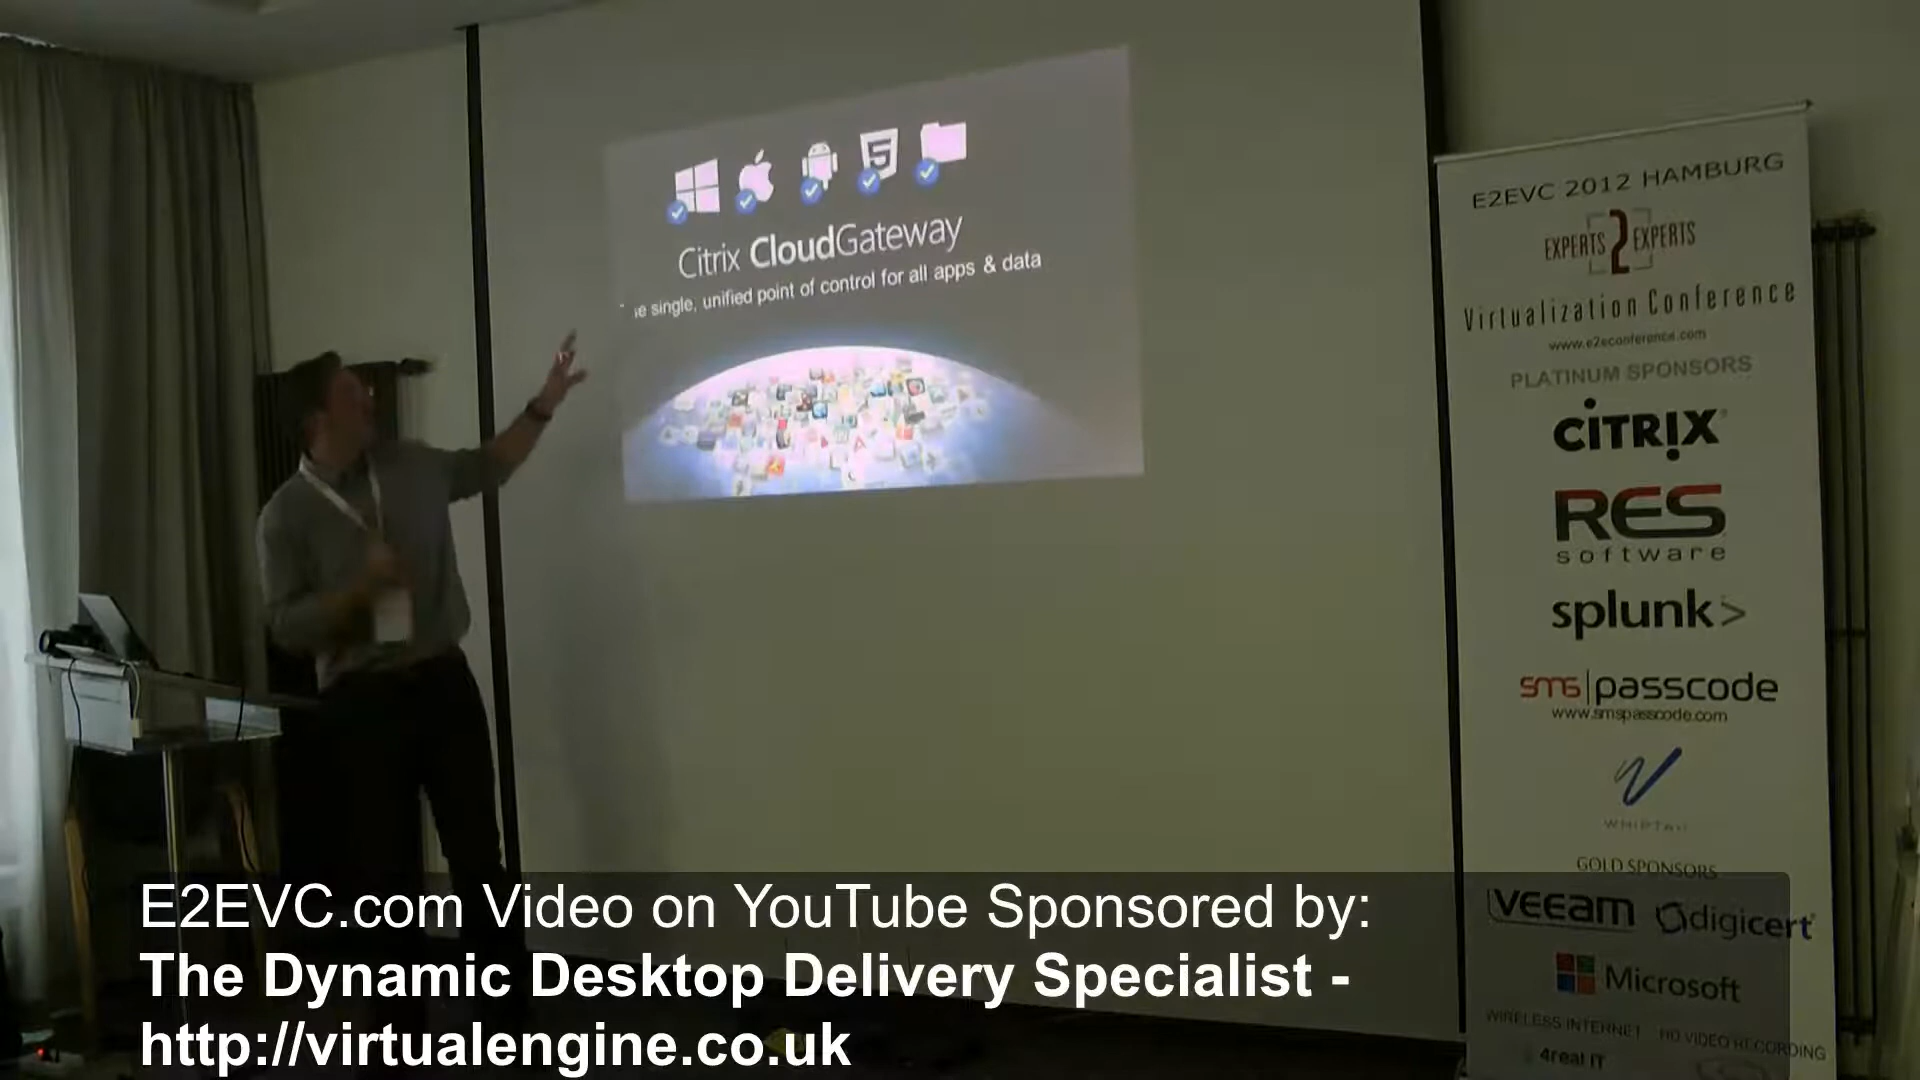 Citrix CloudGateway
single, unified point of control for all apps & data
E2EVC 2012 HAMBURG
EXPERTS 2 EXPERTS
Virtualization Conference
www.e2econference.com
PLATINUM SPONSORS
CITRIX
RES
software
splunk>
sms|passcode
www.smspasscode.com
GOLD SPONSORS
veeam digicert
Microsoft
WIRELESS INTERNET HD VIDEO RECORDING
4real IT
E2EVC.com Video on YouTube Sponsored by:
The Dynamic Desktop Delivery Specialist -
http://virtualengine.co.uk